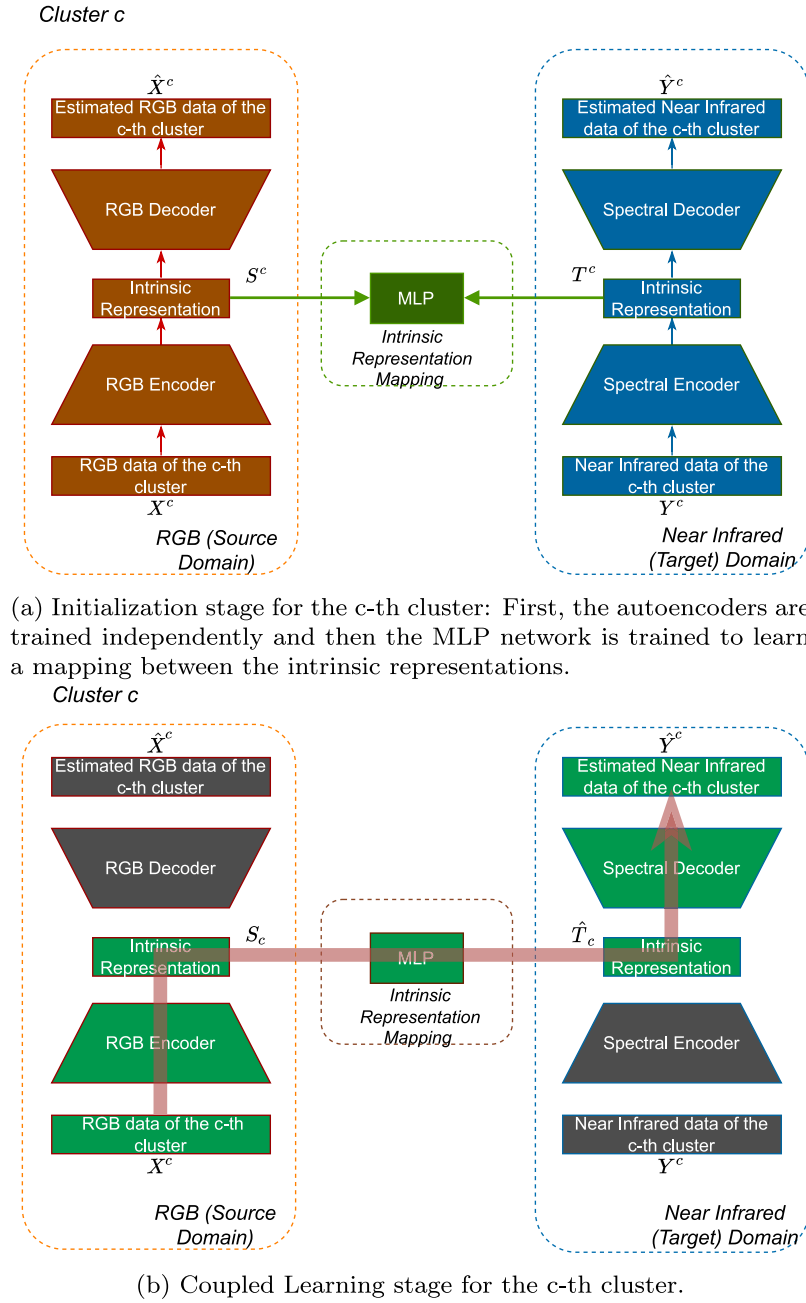 Cluster c
X̂^c
Estimated RGB data of the
c-th cluster
RGB Decoder
Intrinsic
Representation
S^c
RGB Encoder
RGB data of the c-th
cluster
X^c
RGB (Source
Domain)
MLP
Intrinsic
Representation
Mapping
Ŷ^c
Estimated Near Infrared
data of the c-th cluster
Spectral Decoder
T^c
Intrinsic
Representation
Spectral Encoder
Near Infrared data of the
c-th cluster
Y^c
Near Infrared
(Target) Domain
(a) Initialization stage for the c-th cluster: First, the autoencoders are
trained independently and then the MLP network is trained to learn
a mapping between the intrinsic representations.
Cluster c
X̂^c
Estimated RGB data of the
c-th cluster
RGB Decoder
Intrinsic
Representation
S_c
RGB Encoder
RGB data of the c-th
cluster
X^c
RGB (Source
Domain)
MLP
Intrinsic
Representation
Mapping
Ŷ^c
Estimated Near Infrared
data of the c-th cluster
Spectral Decoder
T̂_c
Intrinsic
Representation
Spectral Encoder
Near Infrared data of the
c-th cluster
Y^c
Near Infrared
(Target) Domain
(b) Coupled Learning stage for the c-th cluster.